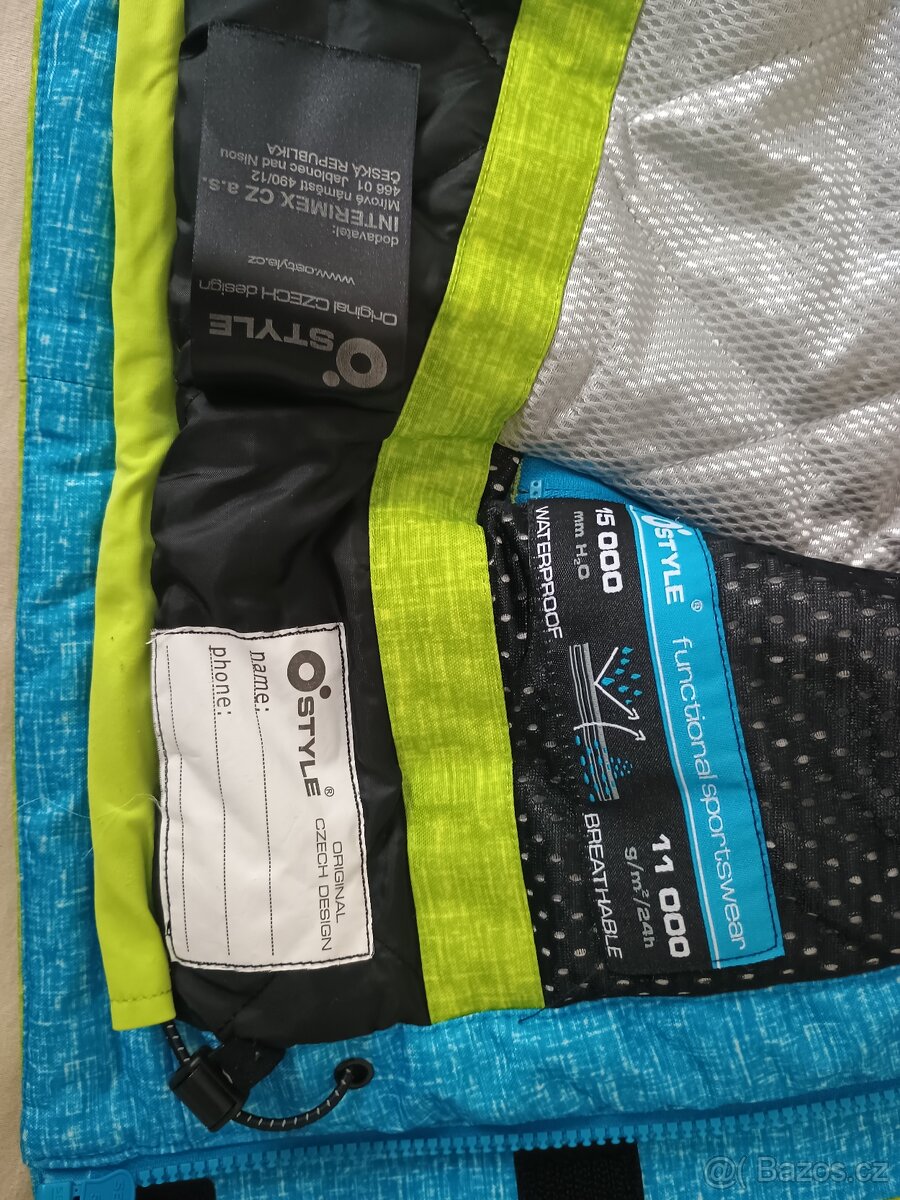 O'STYLE
Original CZECH design
www.ostyle.cz
dodavatel:
INTERIMEX CZ a.s.
Mírové náměstí 490/12
466 01 Jablonec nad Nisou
ČESKÁ REPUBLIKA
O'STYLE®
ORIGINAL
CZECH DESIGN
name:
phone:
O'STYLE® functional sportswear
15 000
mm H₂O
WATERPROOF
11 000
g/m²/24h
BREATHABLE
@ Bazos.cz